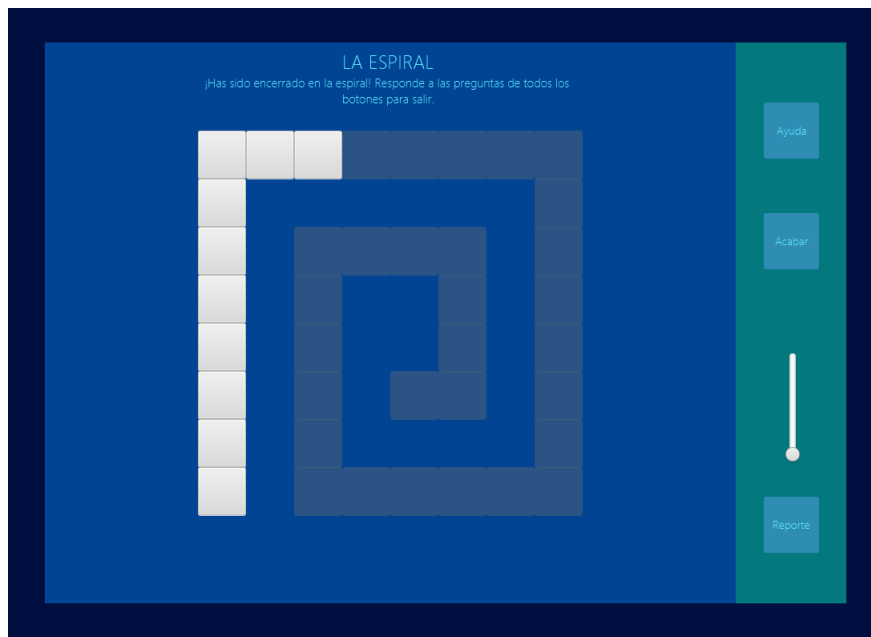 LA ESPIRAL
¡Has sido encerrado en la espiral! Responde a las preguntas de todos los
botones para salir.
Ayuda
Acabar
Reporte